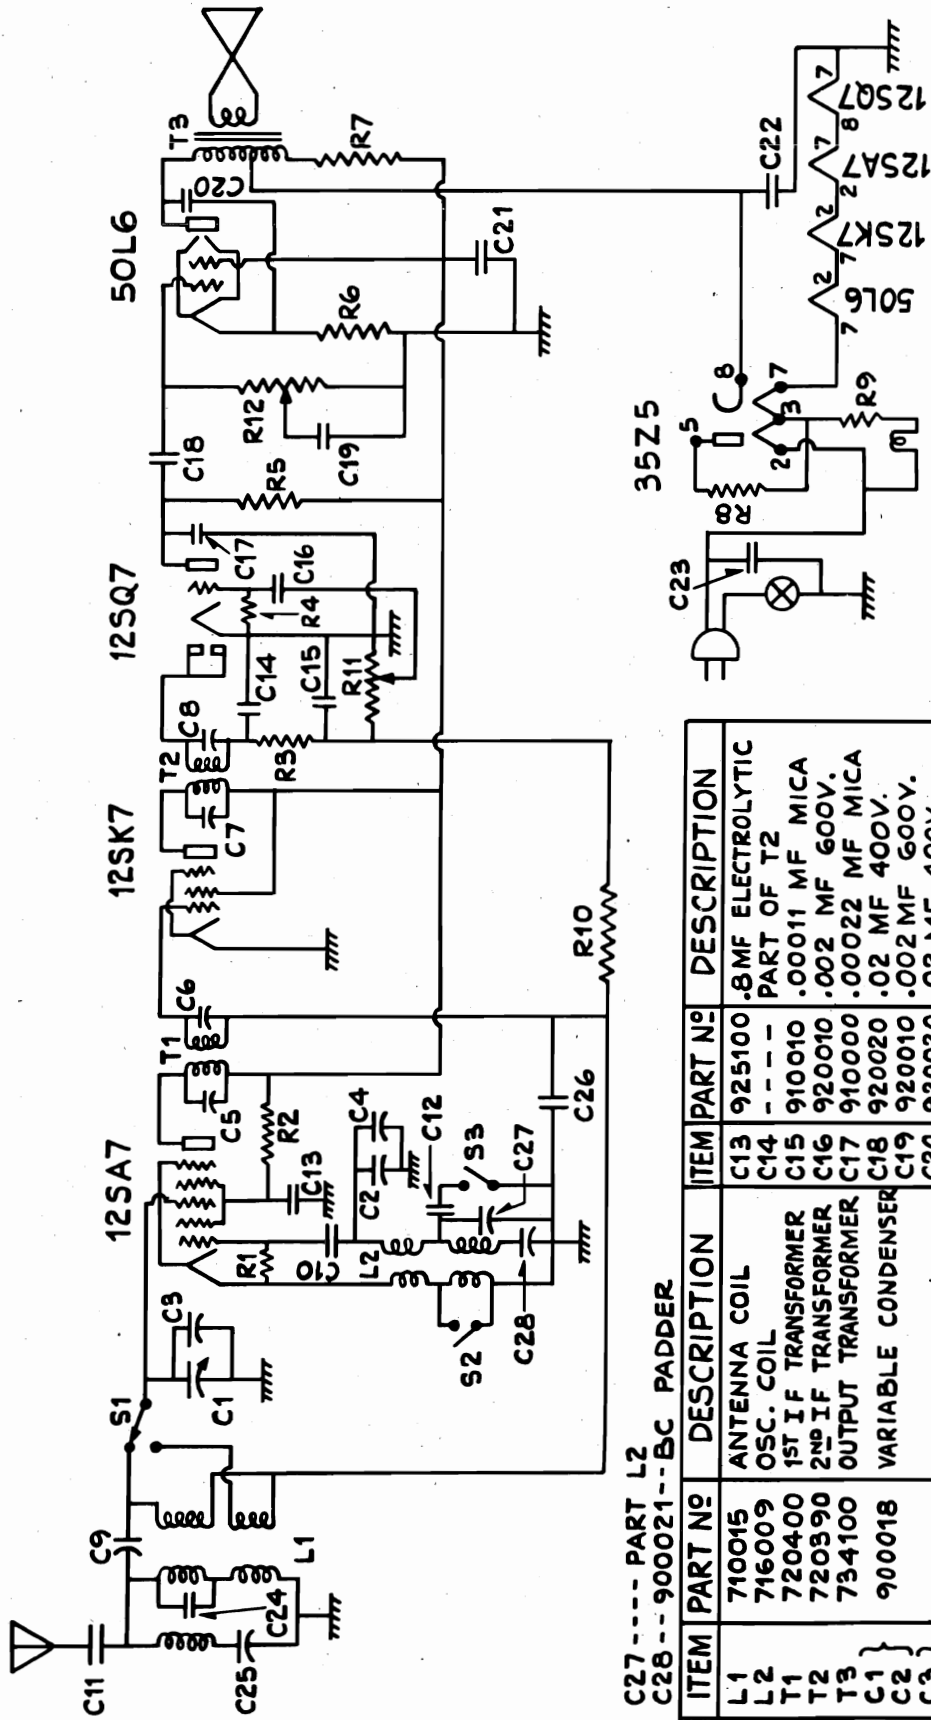 12SA7
12SK7
12SQ7
50L6
C11
C9
S1
C3
C1
C25
C24
L1
R1
C10
L2
C13
R2
C5
T1
C6
C2
C4
C12
S3
C27
S2
C28
C26
R10
C7
T2
C8
R3
C14
C15
R11
R4
C16
C17
R5
C18
R12
C19
R6
C20
C21
T3
R7
35Z5
C23
R8
5
2
3
7
8
R9
C22
7
2
7
2
2
7
8
7
50L6
12SK7
12SA7
12SQ7
C27---- PART L2
C28--900021--BC PADDER
ITEM PART Nº DESCRIPTION ITEM PART Nº DESCRIPTION
L1 710015 ANTENNA COIL C13 925100 .8MF ELECTROLYTIC
L2 716009 OSC. COIL C14 ---- PART OF T2
T1 720400 1ST IF TRANSFORMER C15 910010 .00011 MF MICA
T2 720390 2ND IF TRANSFORMER C16 920010 .002 MF 600V.
T3 734100 OUTPUT TRANSFORMER C17 910000 .00022 MF MICA
C1 C18 920020 .02 MF 400V.
C2 900018 VARIABLE CONDENSER C19 920010 .002 MF 600V.
C3